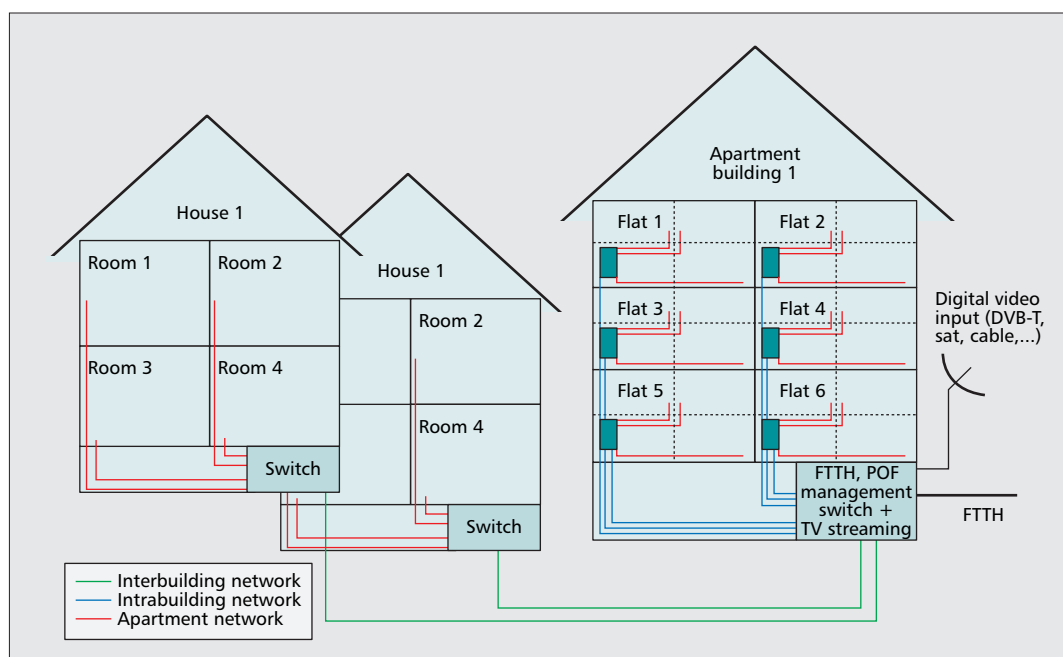 House 1
Room 1
Room 2
Room 3
Room 4
Switch
House 1
Room 2
Room 4
Switch
Apartment
building 1
Flat 1
Flat 2
Flat 3
Flat 4
Flat 5
Flat 6
FTTH, POF
management
switch +
TV streaming
Digital video
input (DVB-T,
sat, cable,...)
FTTH
Interbuilding network
Intrabuilding network
Apartment network